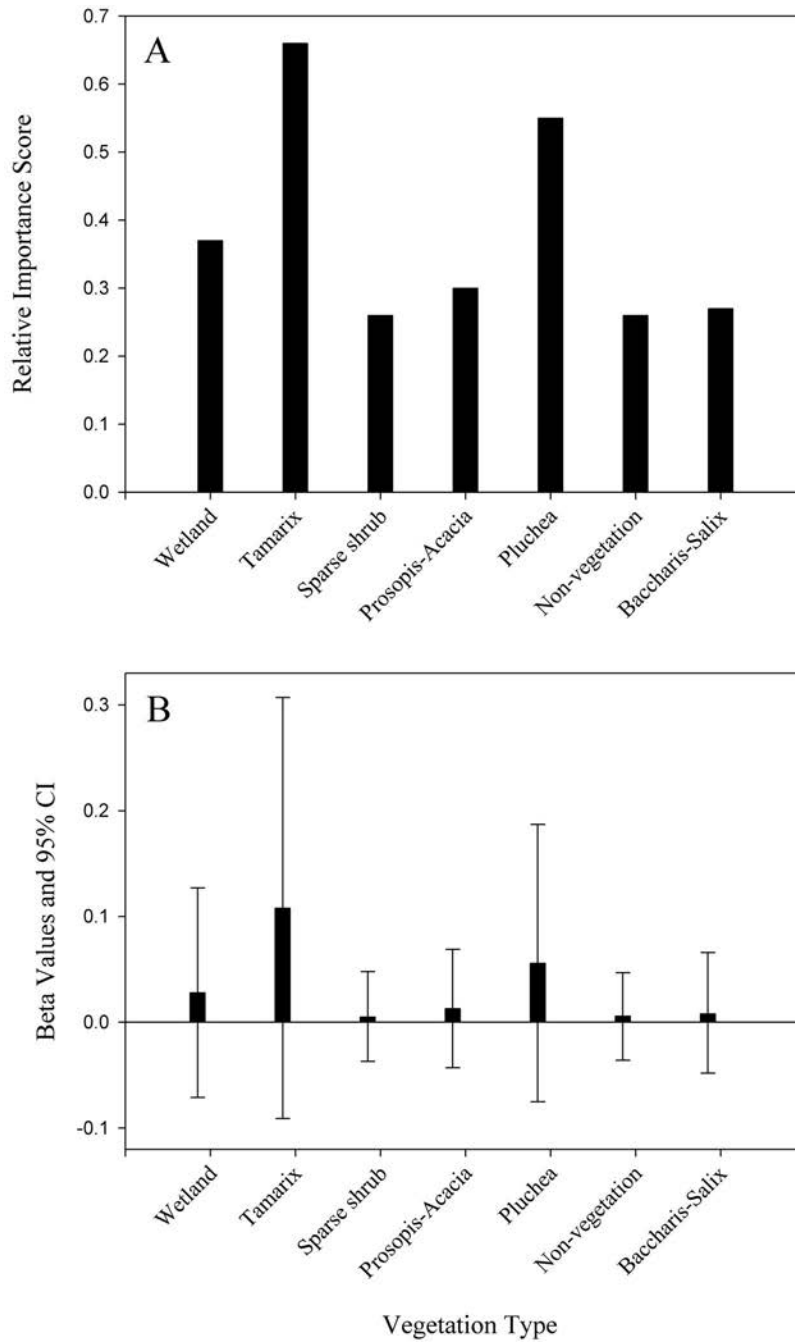 A
Relative Importance Score
0.7
0.6
0.5
0.4
0.3
0.2
0.1
0.0
Wetland
Tamarix
Sparse shrub
Prosopis-Acacia
Pluchea
Non-vegetation
Baccharis-Salix
B
Beta Values and 95% CI
0.3
0.2
0.1
0.0
-0.1
Wetland
Tamarix
Sparse shrub
Prosopis-Acacia
Pluchea
Non-vegetation
Baccharis-Salix
Vegetation Type